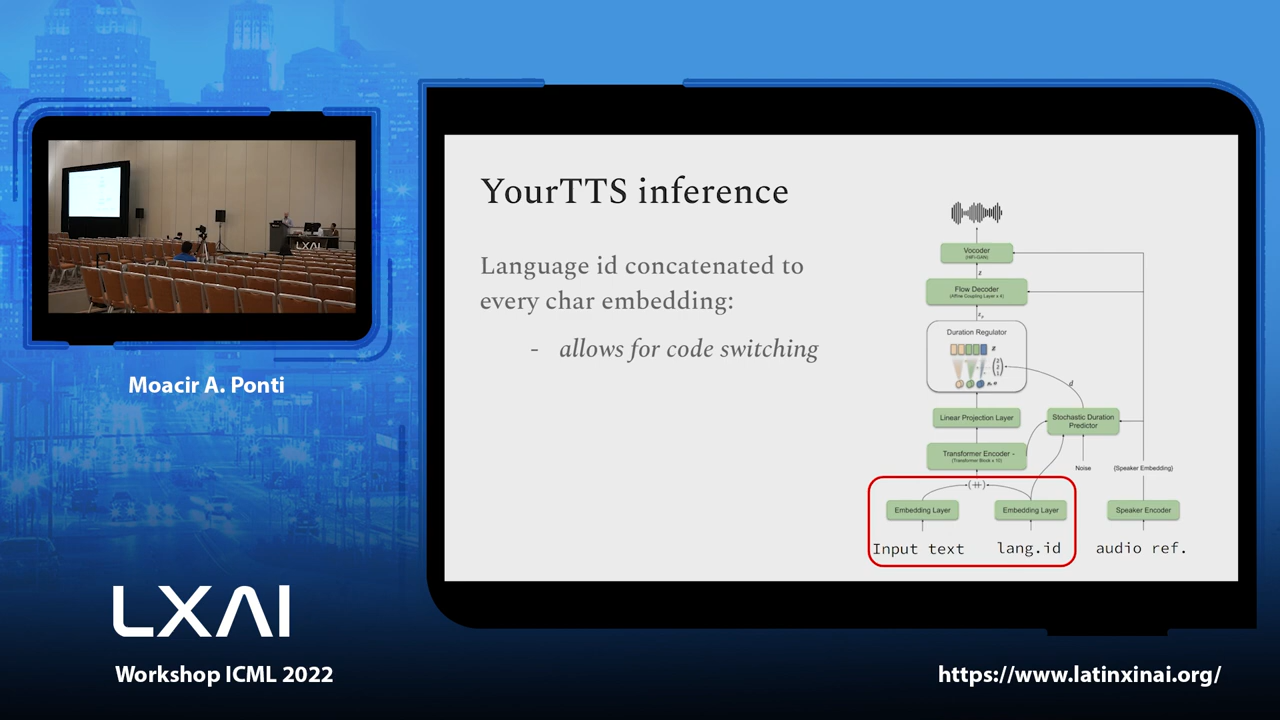 YourTTS inference
Language id concatenated to
every char embedding:
- allows for code switching
Vocoder
(HiFi-GAN)
z
Flow Decoder
(Affine Coupling Layer x 4)
Duration Regulator
d
Linear Projection Layer
Stochastic Duration
Predictor
Transformer Encoder -
(Transformer Block x 10)
Noise
{Speaker Embedding}
(++)
Embedding Layer
Embedding Layer
Speaker Encoder
Input text
lang.id
audio ref.
LXAI
Moacir A. Ponti
LXAI
Workshop ICML 2022
https://www.latinxinai.org/